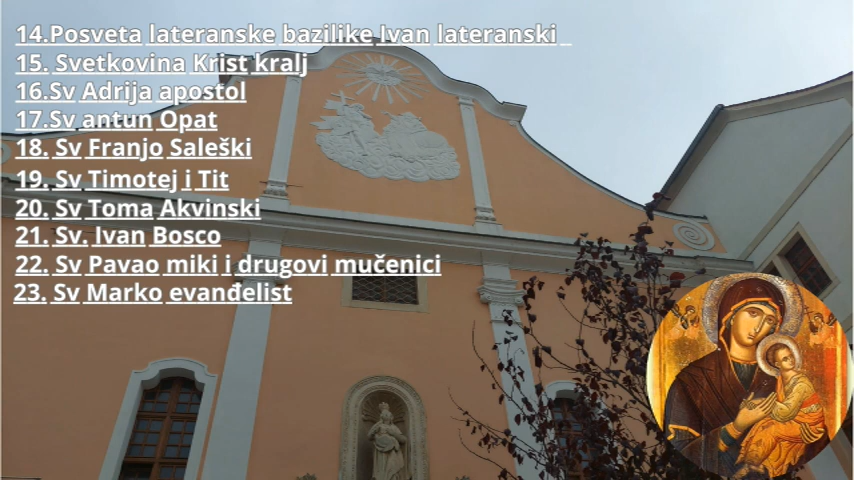 14.Posveta lateranske bazilike Ivan lateranski
15. Svetkovina Krist kralj
16.Sv Adrija apostol
17.Sv antun Opat
18. Sv Franjo Saleški
19. Sv Timotej i Tit
20. Sv Toma Akvinski
21. Sv. Ivan Bosco
22. Sv Pavao miki i drugovi mučenici
23. Sv Marko evanđelist